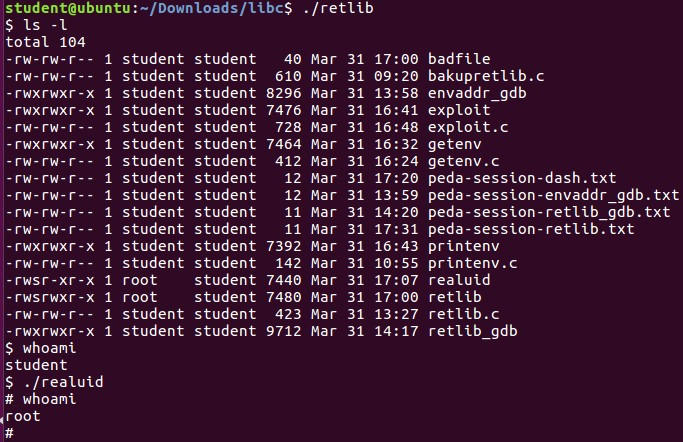 student@ubuntu:~/Downloads/libc$ ./retlib
$ ls -l
total 104
-rw-rw-r-- 1 student student   40 Mar 31 17:00 badfile
-rw-rw-r-- 1 student student  610 Mar 31 09:20 bakupretlib.c
-rwxrwxr-x 1 student student 8296 Mar 31 13:58 envaddr_gdb
-rwxrwxr-x 1 student student 7476 Mar 31 16:41 exploit
-rw-rw-r-- 1 student student  728 Mar 31 16:48 exploit.c
-rwxrwxr-x 1 student student 7464 Mar 31 16:32 getenv
-rw-rw-r-- 1 student student  412 Mar 31 16:24 getenv.c
-rw-rw-r-- 1 student student   12 Mar 31 17:20 peda-session-dash.txt
-rw-rw-r-- 1 student student   12 Mar 31 13:59 peda-session-envaddr_gdb.txt
-rw-rw-r-- 1 student student   11 Mar 31 14:20 peda-session-retlib_gdb.txt
-rw-rw-r-- 1 student student   11 Mar 31 17:31 peda-session-retlib.txt
-rwxrwxr-x 1 student student 7392 Mar 31 16:43 printenv
-rw-rw-r-- 1 student student  142 Mar 31 10:55 printenv.c
-rwsr-xr-x 1 root    student 7440 Mar 31 17:07 realuid
-rwsrwxr-x 1 root    student 7480 Mar 31 17:00 retlib
-rw-rw-r-- 1 student student  423 Mar 31 13:27 retlib.c
-rwxrwxr-x 1 student student 9712 Mar 31 14:17 retlib_gdb
$ whoami
student
$ ./realuid
# whoami
root
#